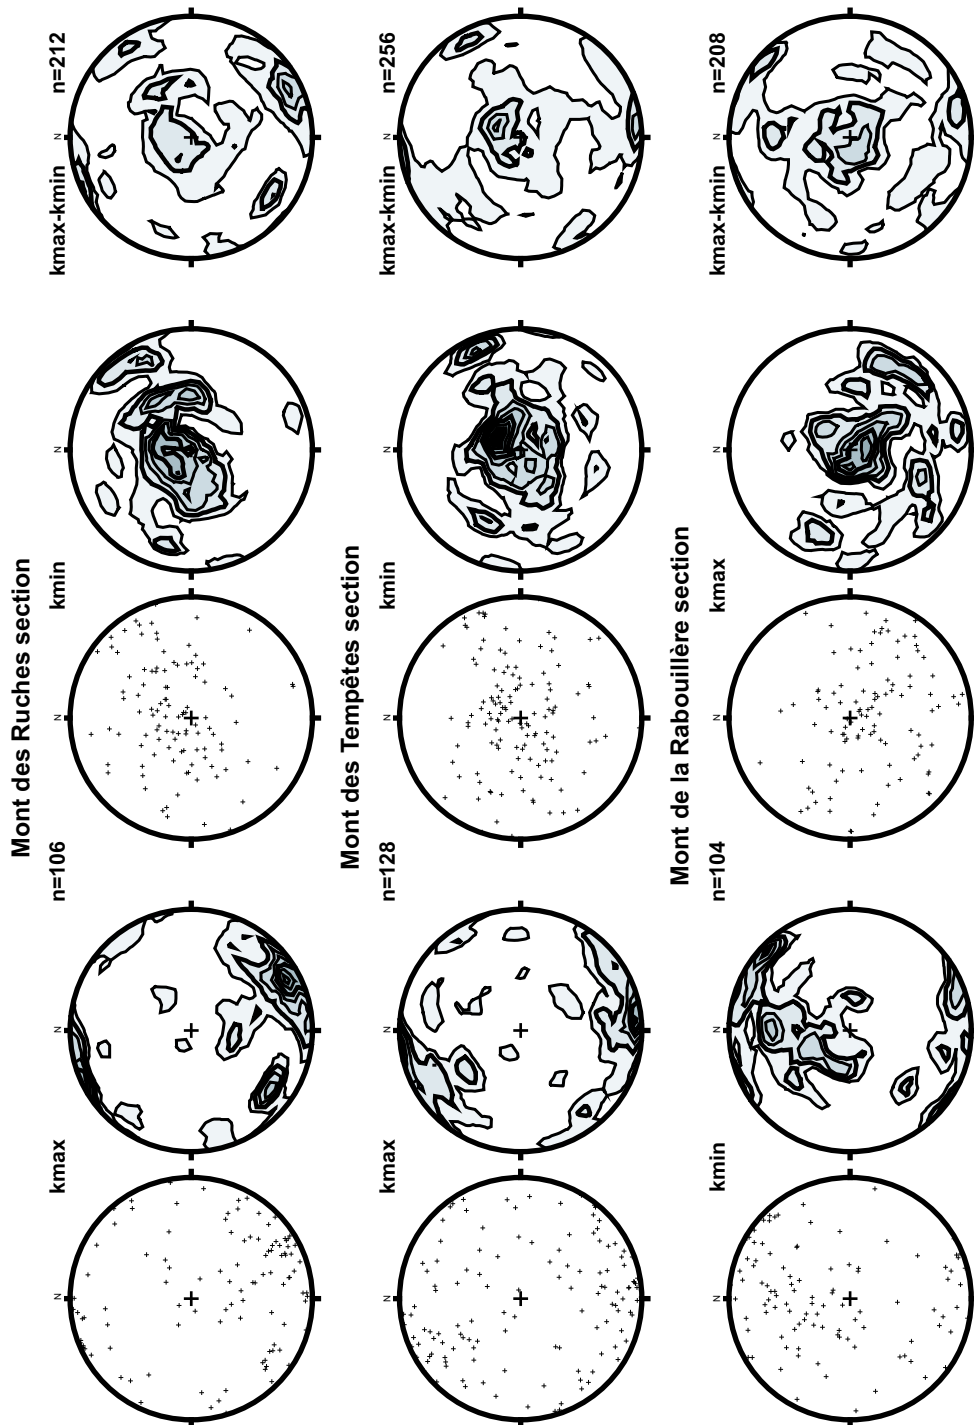 Mont des Ruches section
kmax n=106 kmin kmax-kmin n=212
N N N N N
Mont des Tempêtes section
kmax n=128 kmin kmax-kmin n=256
N N N N N
Mont de la Rabouillère section
kmin n=104 kmax kmax-kmin n=208
N N N N N